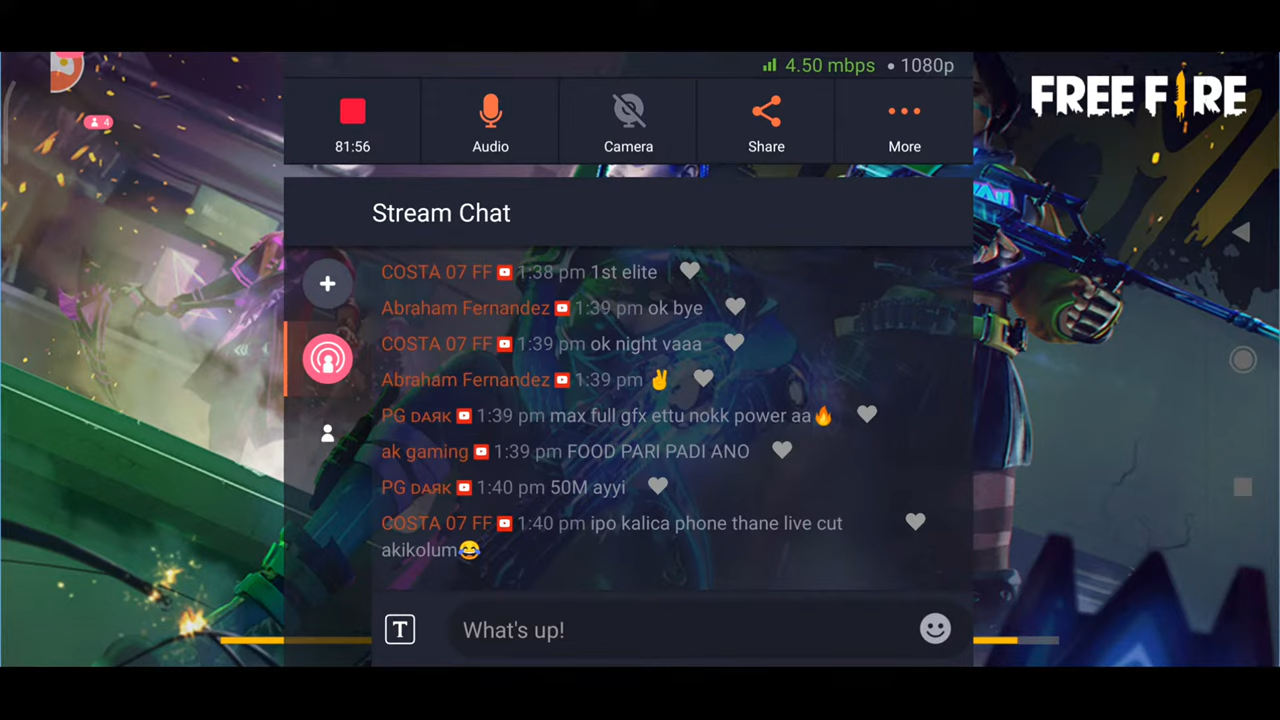 4.50 mbps • 1080p
FREE FIRE
4
81:56
Audio
Camera
Share
More
Stream Chat
COSTA 07 FF 1:38 pm 1st elite
Abraham Fernandez 1:39 pm ok bye
COSTA 07 FF 1:39 pm ok night vaaa
Abraham Fernandez 1:39 pm ✌
PG ᴅᴀʀᴋ 1:39 pm max full gfx ettu nokk power aa🔥
ak gaming 1:39 pm FOOD PARI PADI ANO
PG ᴅᴀʀᴋ 1:40 pm 50M ayyi
COSTA 07 FF 1:40 pm ipo kalica phone thane live cut
akikolum😂
T What's up!